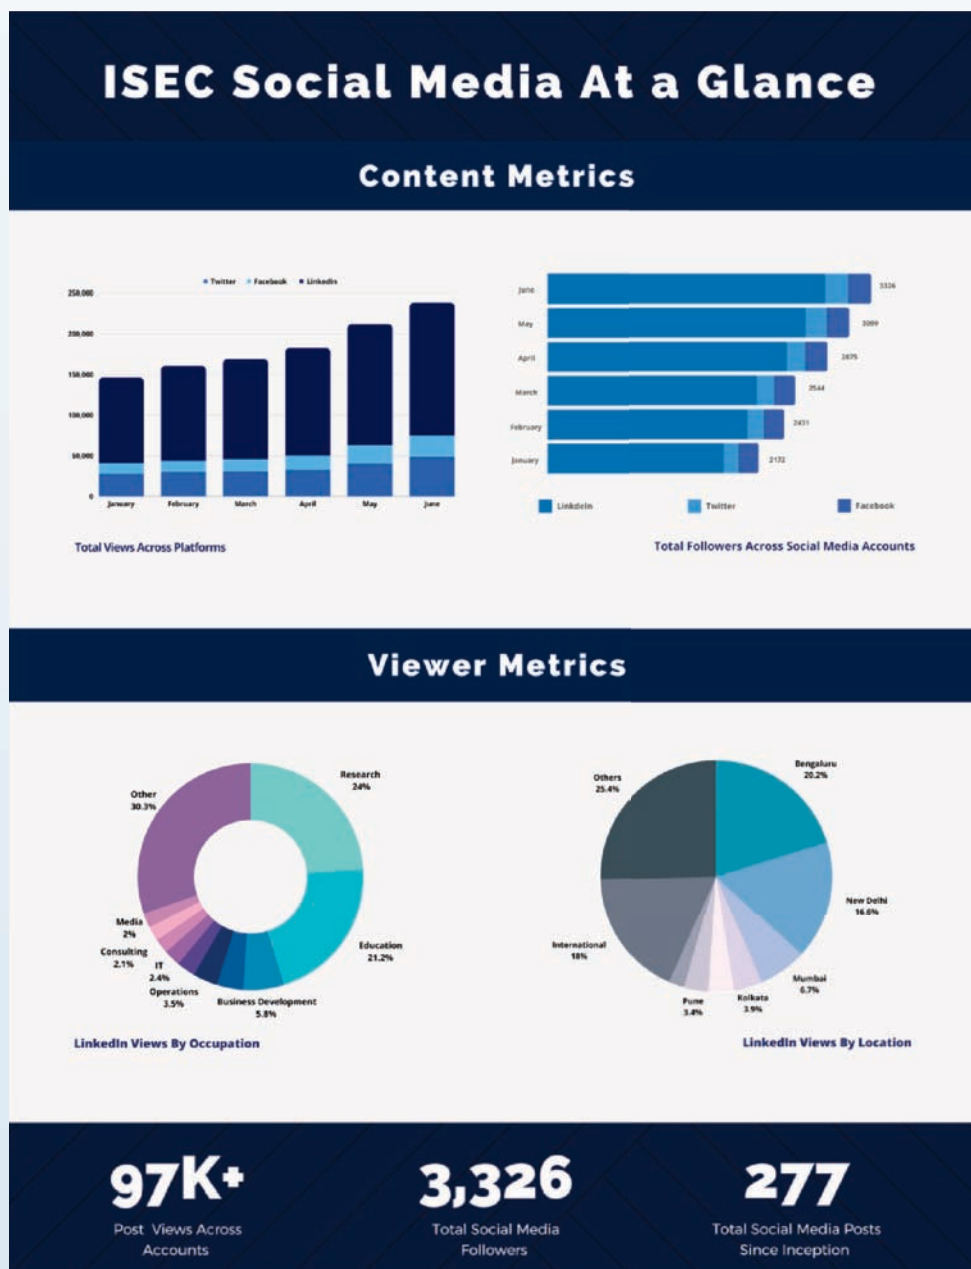 ISEC Social Media At a Glance
Content Metrics
Twitter Facebook LinkedIn
250,000
200,000
150,000
100,000
50,000
0
January February March April May June
Total Views Across Platforms
June 3326
May 3099
April 2875
March 2544
February 2431
January 2172
LinkdeIn Twitter Facebook
Total Followers Across Social Media Accounts
Viewer Metrics
Research
24%
Education
21.2%
Business Development
5.8%
Operations
3.5%
IT
2.4%
Consulting
2.1%
Media
2%
Other
30.3%
LinkedIn Views By Occupation
Bengaluru
20.2%
New Delhi
16.6%
Mumbai
6.7%
Kolkata
3.9%
Pune
3.4%
International
18%
Others
25.4%
LinkedIn Views By Location
97K+
Post Views Across
Accounts
3,326
Total Social Media
Followers
277
Total Social Media Posts
Since Inception